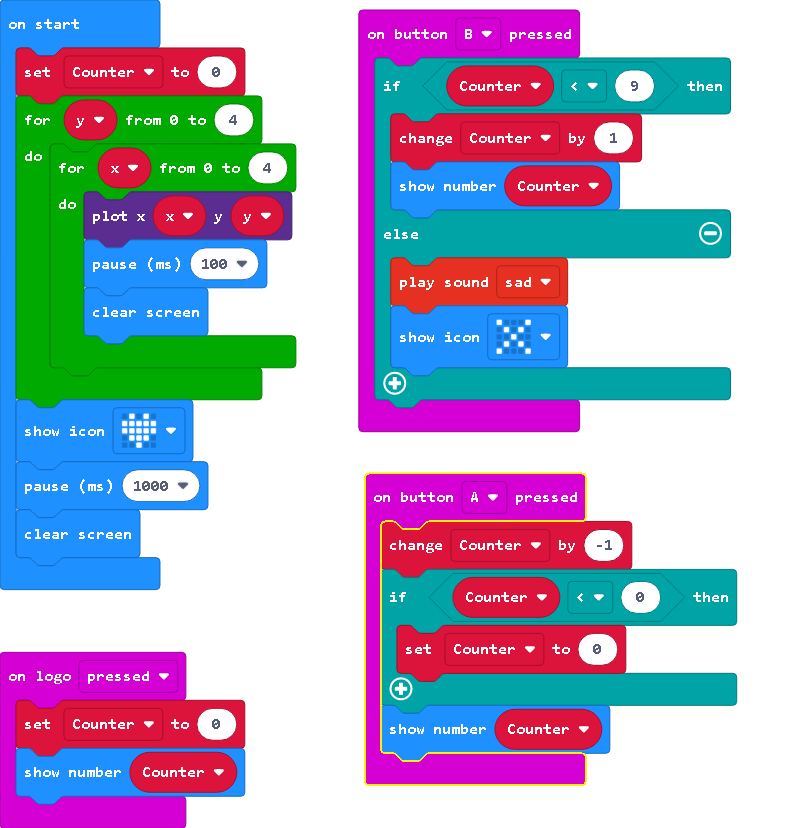 on start
set Counter to 0
for y from 0 to 4
do for x from 0 to 4
do plot x x y y
pause (ms) 100
clear screen
show icon
pause (ms) 1000
clear screen
on logo pressed
set Counter to 0
show number Counter
on button B pressed
if Counter < 9 then
change Counter by 1
show number Counter
else
play sound sad
show icon
on button A pressed
change Counter by -1
if Counter < 0 then
set Counter to 0
show number Counter